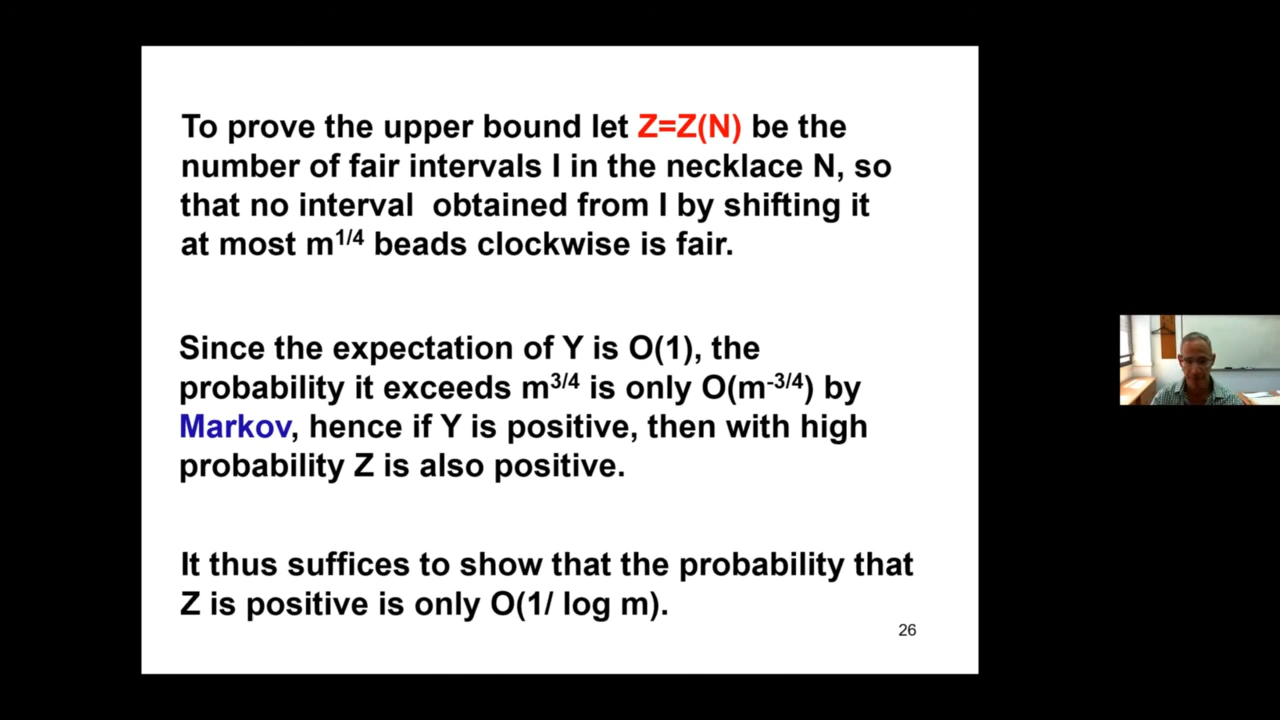 To prove the upper bound let Z=Z(N) be the
number of fair intervals I in the necklace N, so
that no interval obtained from I by shifting it
at most m^{1/4} beads clockwise is fair.
Since the expectation of Y is O(1), the
probability it exceeds m^{3/4} is only O(m^{-3/4}) by
Markov, hence if Y is positive, then with high
probability Z is also positive.
It thus suffices to show that the probability that
Z is positive is only O(1/ log m).
26